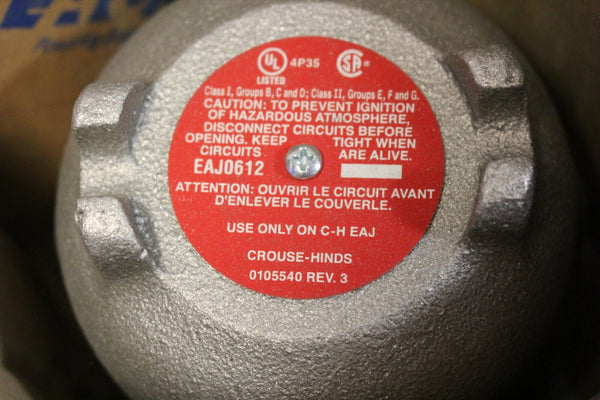 UL
LISTED
4P35
SA®
Class I, Groups B, C and D; Class II, Groups E, F and G.
CAUTION: TO PREVENT IGNITION
OF HAZARDOUS ATMOSPHERE,
DISCONNECT CIRCUITS BEFORE
OPENING. KEEP TIGHT WHEN
CIRCUITS ARE ALIVE.
EAJ0612
ATTENTION: OUVRIR LE CIRCUIT AVANT
D'ENLEVER LE COUVERLE.
USE ONLY ON C-H EAJ
CROUSE-HINDS
0105540 REV. 3